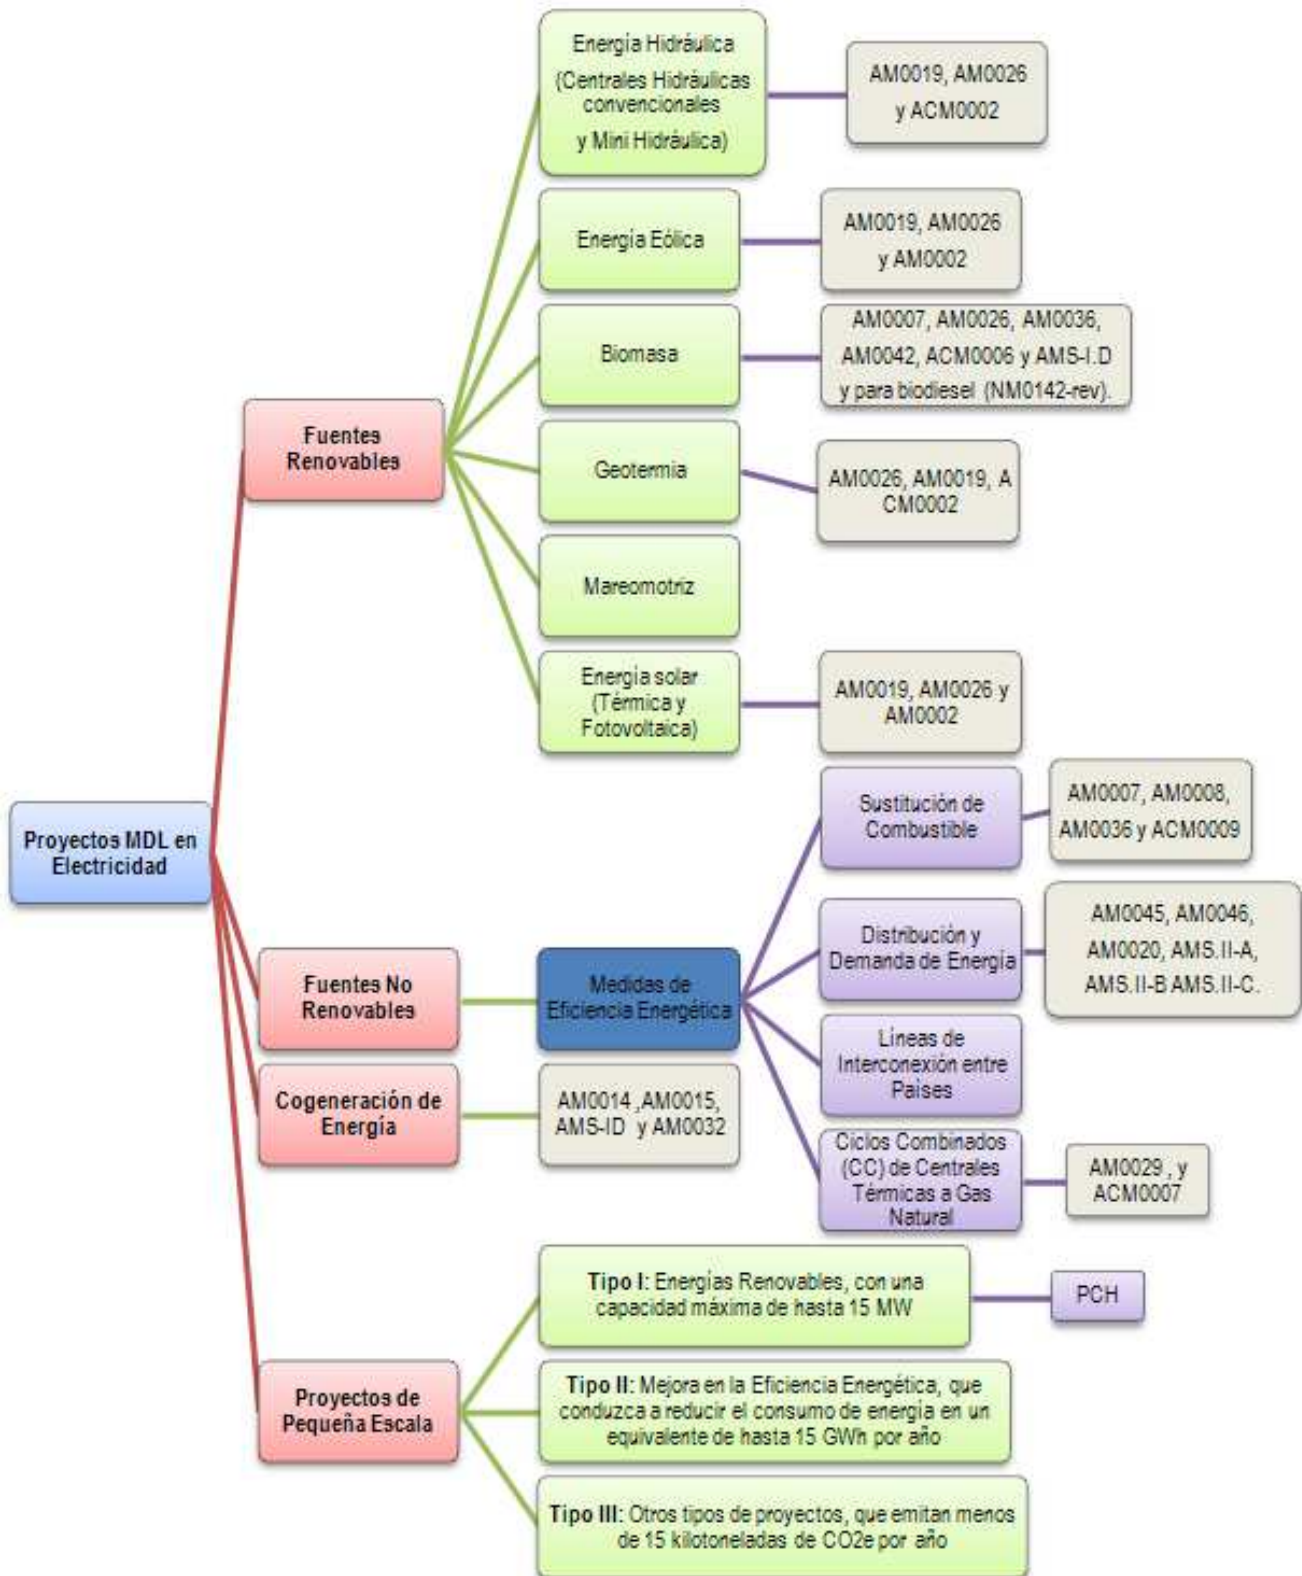 Energía Hidráulica
(Centrales Hidráulicas
convencionales
y Mini Hidráulica)
AM0019, AM0026
y ACM0002
Energía Eólica
AM0019, AM0026
y AM0002
Biomasa
AM0007, AM0026, AM0036,
AM0042, ACM0006 y AMS-I.D
y para biodiesel (NM0142-rev).
Fuentes
Renovables
Geotermia
AM0026, AM0019, A
CM0002
Mareomotriz
Energía solar
(Térmica y
Fotovoltaica)
AM0019, AM0026 y
AM0002
Proyectos MDL en
Electricidad
Sustitución de
Combustible
AM0007, AM0008,
AM0036 y ACM0009
Distribución y
Demanda de Energía
AM0045, AM0046,
AM0020, AMS.II-A,
AMS.II-B AMS.II-C.
Fuentes No
Renovables
Medidas de
Eficiencia Energética
Líneas de
Interconexión entre
Países
Cogeneración de
Energía
AM0014 ,AM0015,
AMS-ID y AM0032
Ciclos Combinados
(CC) de Centrales
Térmicas a Gas
Natural
AM0029 , y
ACM0007
Tipo I: Energías Renovables, con una
capacidad máxima de hasta 15 MW
PCH
Proyectos de
Pequeña Escala
Tipo II: Mejora en la Eficiencia Energética, que
conduzca a reducir el consumo de energía en un
equivalente de hasta 15 GWh por año
Tipo III: Otros tipos de proyectos, que emitan menos
de 15 kilotoneladas de CO2e por año